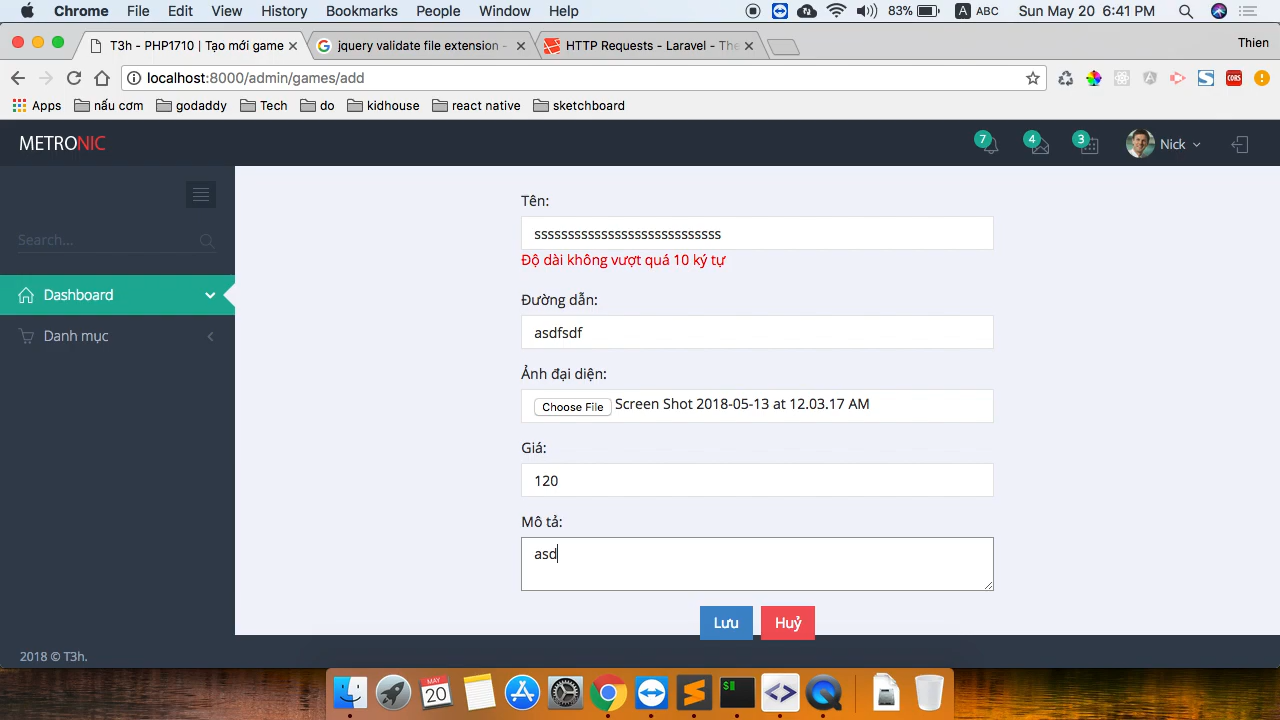 Chrome File Edit View History Bookmarks People Window Help 83% A ABC Sun May 20 6:41 PM
T3h - PHP1710 | Tạo mới game jquery validate file extension - HTTP Requests - Laravel - The Thien
localhost:8000/admin/games/add CORS
Apps nấu cơm godaddy Tech do kidhouse react native sketchboard
METRONIC 7 4 3 Nick
Search...
Dashboard
Danh mục
Tên:
ssssssssssssssssssssssssssss
Độ dài không vượt quá 10 ký tự
Đường dẫn:
asdfsdf
Ảnh đại diện:
Choose File Screen Shot 2018-05-13 at 12.03.17 AM
Giá:
120
Mô tả:
asd
Lưu Huỷ
2018 © T3h.
MAY
20